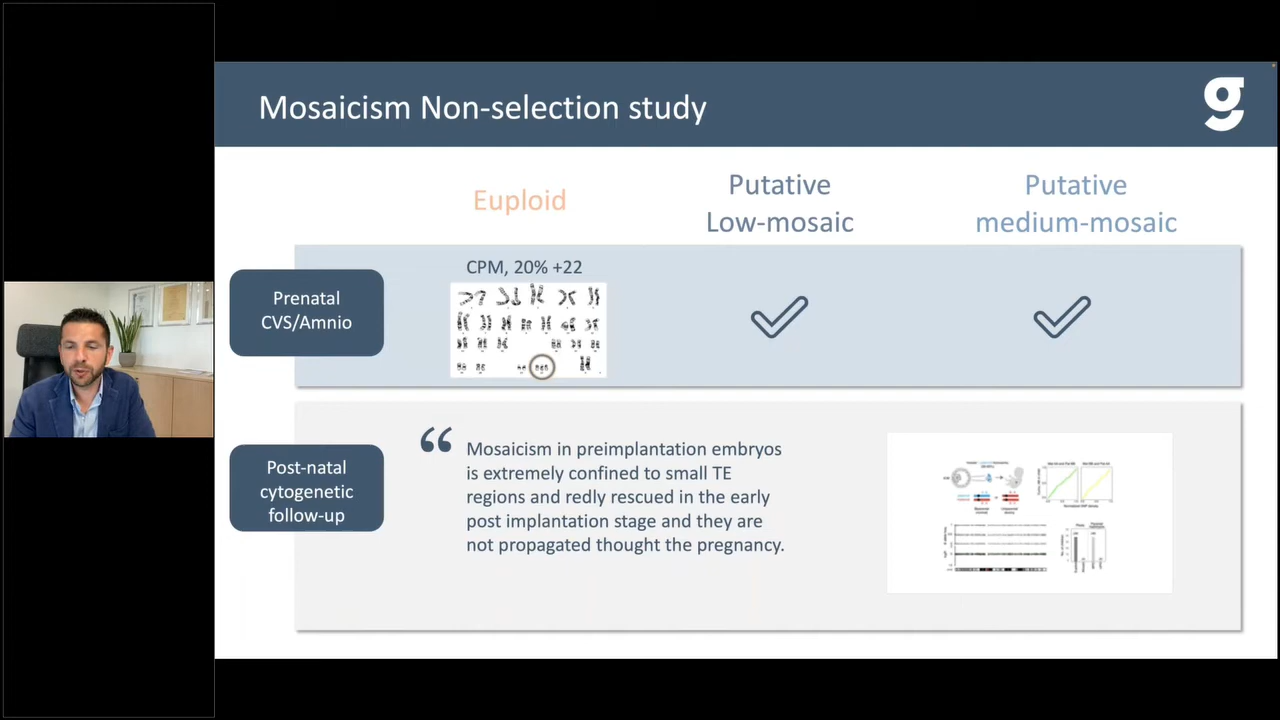 Mosaicism Non-selection study
g
Euploid
Putative
Low-mosaic
Putative
medium-mosaic
Prenatal
CVS/Amnio
CPM, 20% +22
Post-natal
cytogenetic
follow-up
“
Mosaicism in preimplantation embryos
is extremely confined to small TE
regions and redly rescued in the early
post implantation stage and they are
not propagated thought the pregnancy.